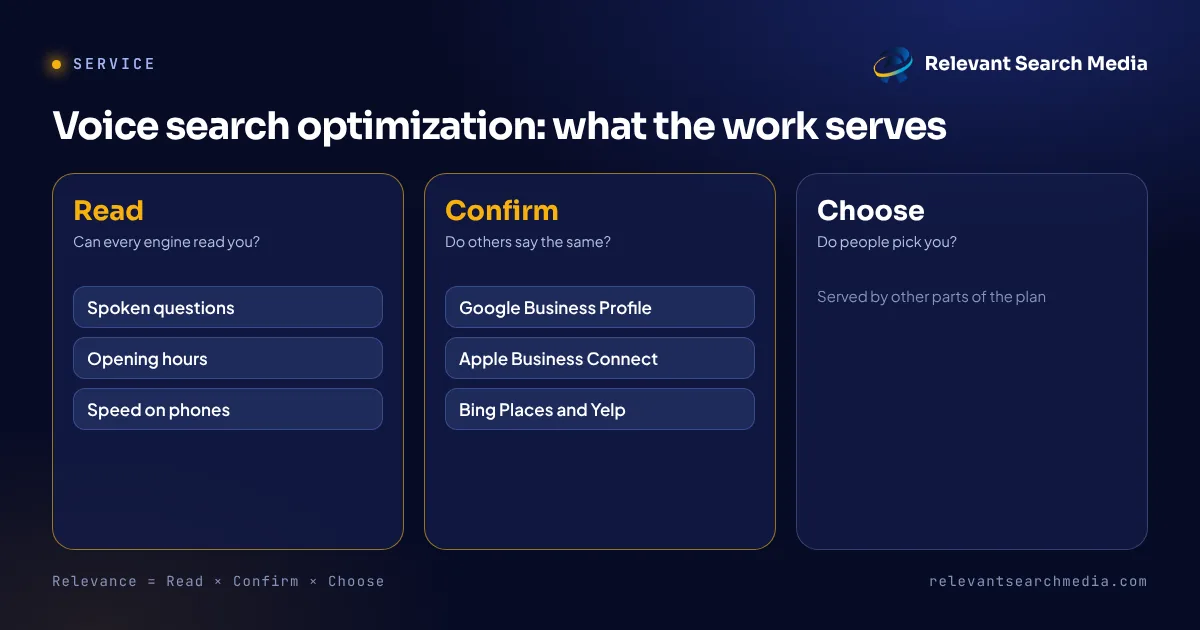 SERVICE
Relevant Search Media
Voice search optimization: what the work serves
Read
Can every engine read you?
Spoken questions
Opening hours
Speed on phones
Confirm
Do others say the same?
Google Business Profile
Apple Business Connect
Bing Places and Yelp
Choose
Do people pick you?
Served by other parts of the plan
Relevance = Read × Confirm × Choose
relevantsearchmedia.com